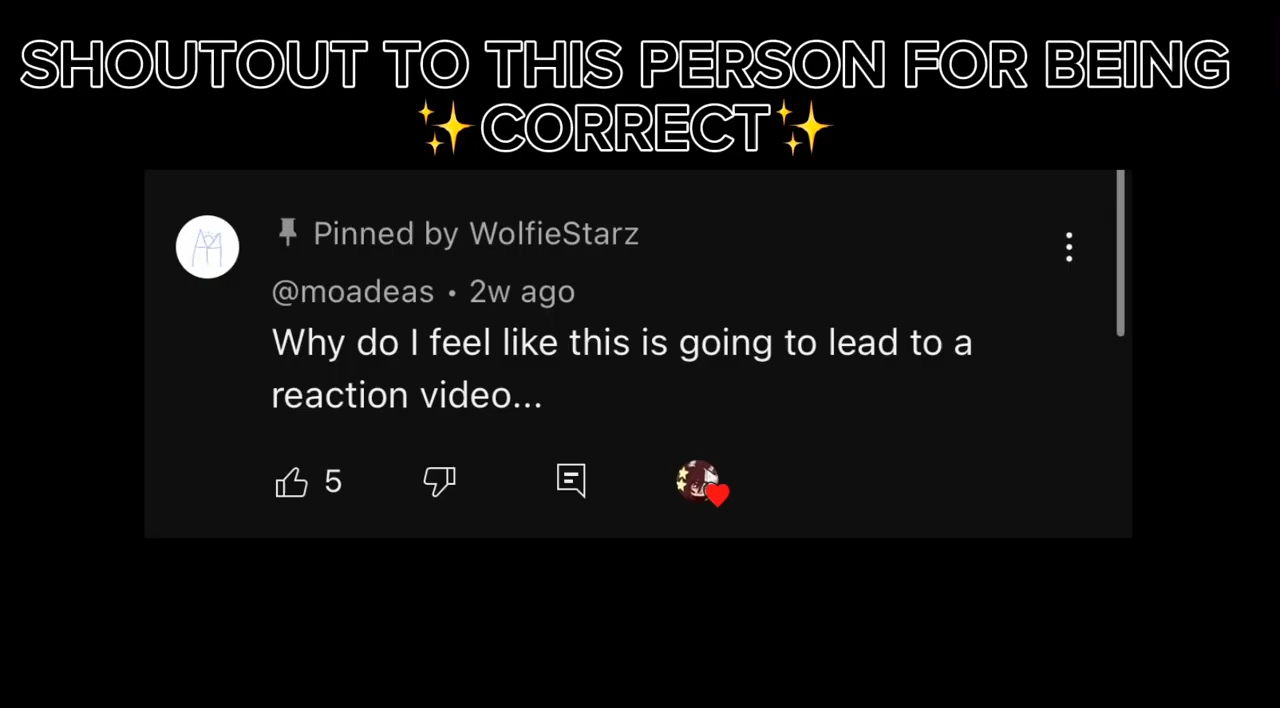 SHOUTOUT TO THIS PERSON FOR BEING
✨CORRECT✨
Pinned by WolfieStarz
@moadeas • 2w ago
Why do I feel like this is going to lead to a
reaction video...
5